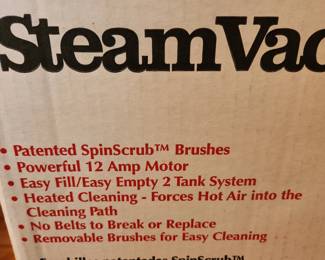 SteamVac
• Patented SpinScrub™ Brushes
• Powerful 12 Amp Motor
• Easy Fill/Easy Empty 2 Tank System
• Heated Cleaning - Forces Hot Air into the
Cleaning Path
• No Belts to Break or Replace
• Removable Brushes for Easy Cleaning
SpinScrub™